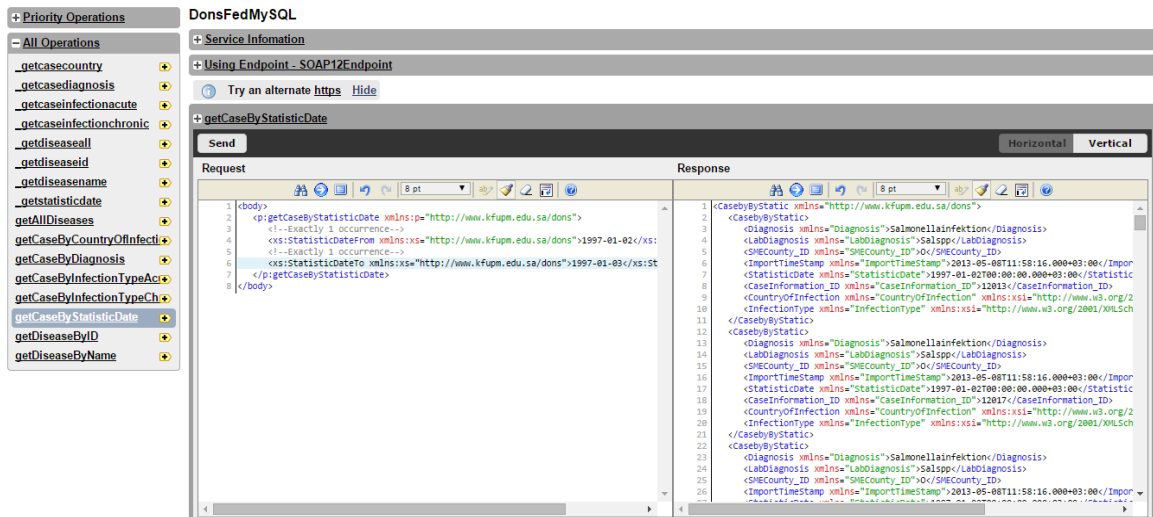 DonsFedMySQL
Priority Operations
All Operations
_getcasecountry
_getcasediagnosis
_getcaseinfectionacute
_getcaseinfectionchronic
_getdiseaseall
_getdiseaseid
_getdiseasename
_getstatisticdate
getAllDiseases
getCaseByCountryOfInfecti
getCaseByDiagnosis
getCaseByInfectionTypeAc
getCaseByInfectionTypeCh
getCaseByStatisticDate
getDiseaseByID
getDiseaseByName
Service Infomation
Using Endpoint - SOAP12Endpoint
Try an alternate https Hide
getCaseByStatisticDate
Send
Horizontal Vertical
Request
8 pt
1 <body>
2 <p:getCaseByStatisticDate xmlns:p="http://www.kfupm.edu.sa/dons">
3 <!--Exactly 1 occurrence-->
4 <xs:StatisticDateFrom xmlns:xs="http://www.kfupm.edu.sa/dons">1997-01-02</xs:
5 <!--Exactly 1 occurrence-->
6 <xs:StatisticDateTo xmlns:xs="http://www.kfupm.edu.sa/dons">1997-01-03</xs:St
7 </p:getCaseByStatisticDate>
8 </body>
Response
8 pt
1 <CasebyByStatic xmlns="http://www.kfupm.edu.sa/dons">
2 <CasebyByStatic>
3 <Diagnosis xmlns="Diagnosis">Salmonellainfektion</Diagnosis>
4 <LabDiagnosis xmlns="LabDiagnosis">Salspp</LabDiagnosis>
5 <SMECounty_ID xmlns="SMECounty_ID">O</SMECounty_ID>
6 <ImportTimeStamp xmlns="ImportTimeStamp">2013-05-08T11:58:16.000+03:00</Impor
7 <StatisticDate xmlns="StatisticDate">1997-01-02T00:00:00.000+03:00</Statistic
8 <CaseInformation_ID xmlns="CaseInformation_ID">12013</CaseInformation_ID>
9 <CountryOfInfection xmlns="CountryOfInfection" xmlns:xsi="http://www.w3.org/2
10 <InfectionType xmlns="InfectionType" xmlns:xsi="http://www.w3.org/2001/XMLSch
11 </CasebyByStatic>
12 <CasebyByStatic>
13 <Diagnosis xmlns="Diagnosis">Salmonellainfektion</Diagnosis>
14 <LabDiagnosis xmlns="LabDiagnosis">Salspp</LabDiagnosis>
15 <SMECounty_ID xmlns="SMECounty_ID">O</SMECounty_ID>
16 <ImportTimeStamp xmlns="ImportTimeStamp">2013-05-08T11:58:16.000+03:00</Impor
17 <StatisticDate xmlns="StatisticDate">1997-01-02T00:00:00.000+03:00</Statistic
18 <CaseInformation_ID xmlns="CaseInformation_ID">12017</CaseInformation_ID>
19 <CountryOfInfection xmlns="CountryOfInfection" xmlns:xsi="http://www.w3.org/2
20 <InfectionType xmlns="InfectionType" xmlns:xsi="http://www.w3.org/2001/XMLSch
21 </CasebyByStatic>
22 <CasebyByStatic>
23 <Diagnosis xmlns="Diagnosis">Salmonellainfektion</Diagnosis>
24 <LabDiagnosis xmlns="LabDiagnosis">Salspp</LabDiagnosis>
25 <SMECounty_ID xmlns="SMECounty_ID">O</SMECounty_ID>
26 <ImportTimeStamp xmlns="ImportTimeStamp">2013-05-08T11:58:16.000+03:00</Impor